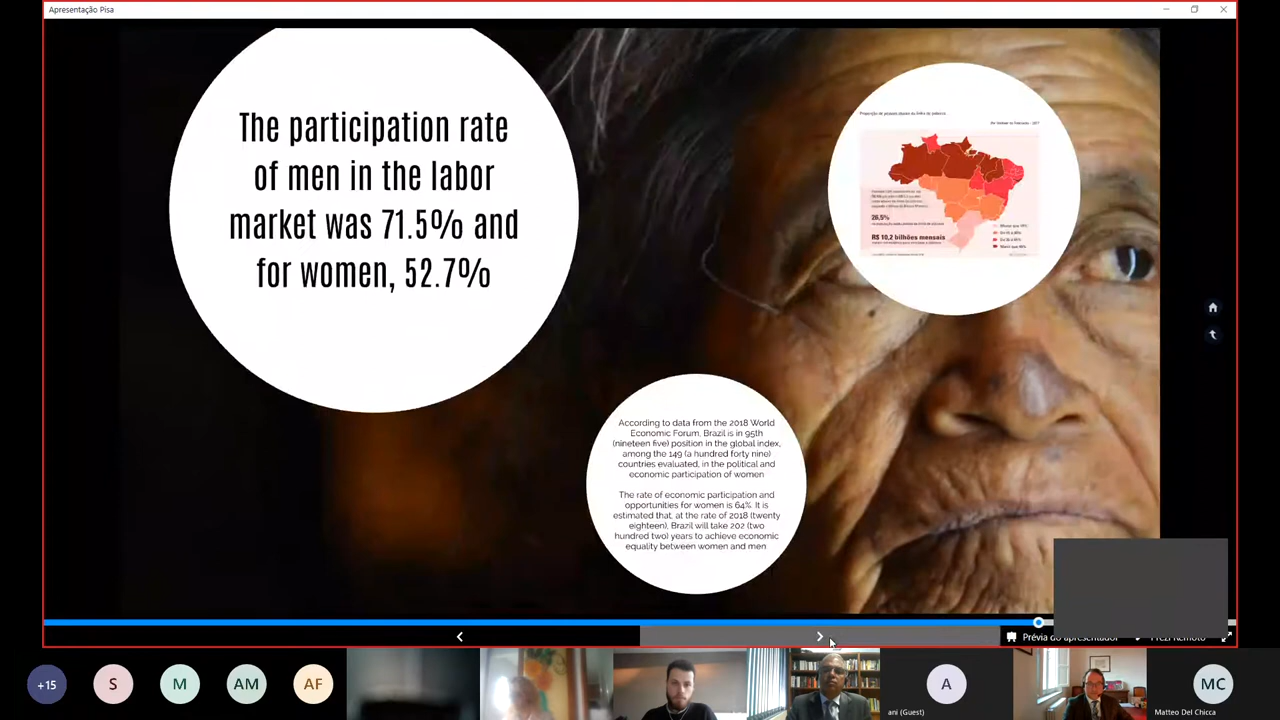 Apresentação Pisa
The participation rate
of men in the labor
market was 71.5% and
for women, 52.7%
26,5%
R$ 10,2 bilhões mensais
According to data from the 2018 World
Economic Forum, Brazil is in 95th
(nineteen five) position in the global index,
among the 149 (a hundred forty nine)
countries evaluated, in the political and
economic participation of women
The rate of economic participation and
opportunities for women is 64%. It is
estimated that, at the rate of 2018 (twenty
eighteen), Brazil will take 202 (two
hundred two) years to achieve economic
equality between women and men
Prévia do apresentador
Prezi Remoto
+15
S
M
AM
AF
A
ani (Guest)
MC
Matteo Del Chicca